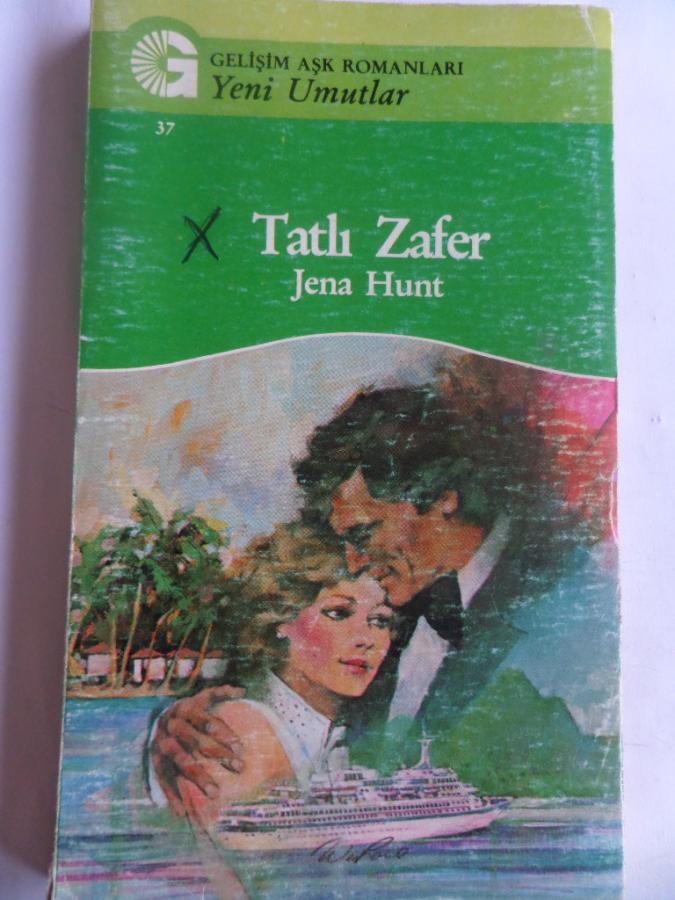 G
GELİŞİM AŞK ROMANLARI
Yeni Umutlar
37
X Tatlı Zafer
Jena Hunt